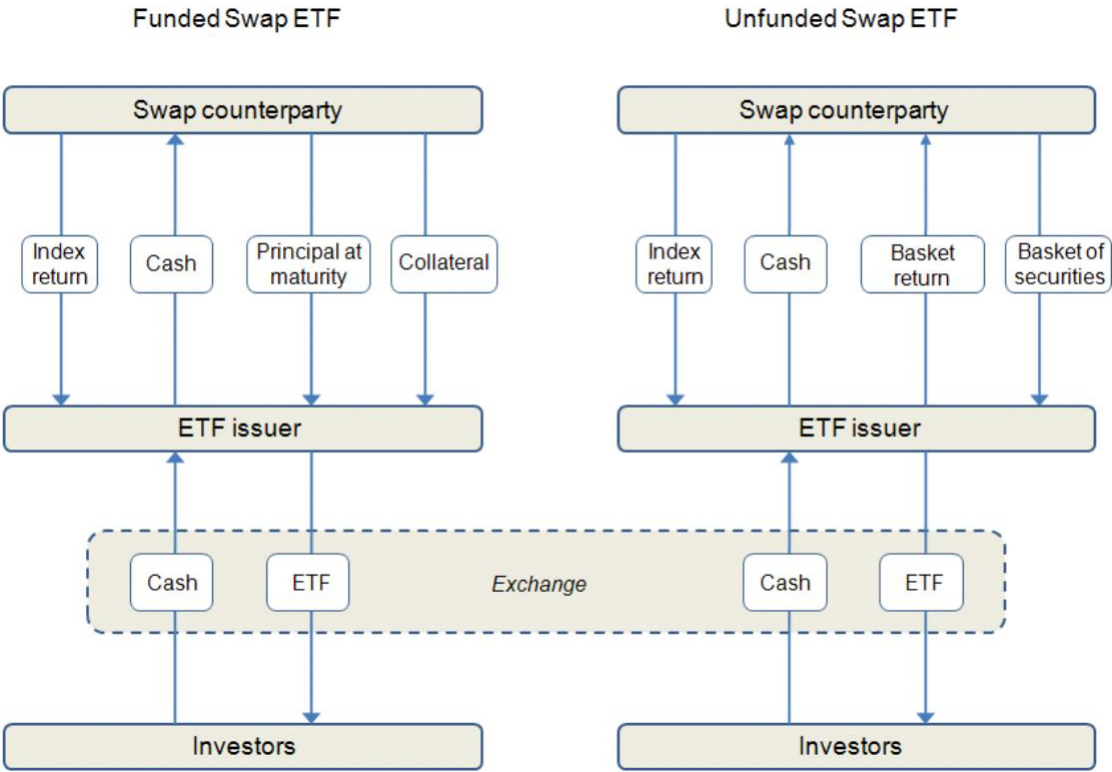 Funded Swap ETF
Unfunded Swap ETF
Swap counterparty
Swap counterparty
Index
return
Cash
Principal at
maturity
Collateral
Index
return
Cash
Basket
return
Basket of
securities
ETF issuer
ETF issuer
Cash
ETF
Exchange
Cash
ETF
Investors
Investors